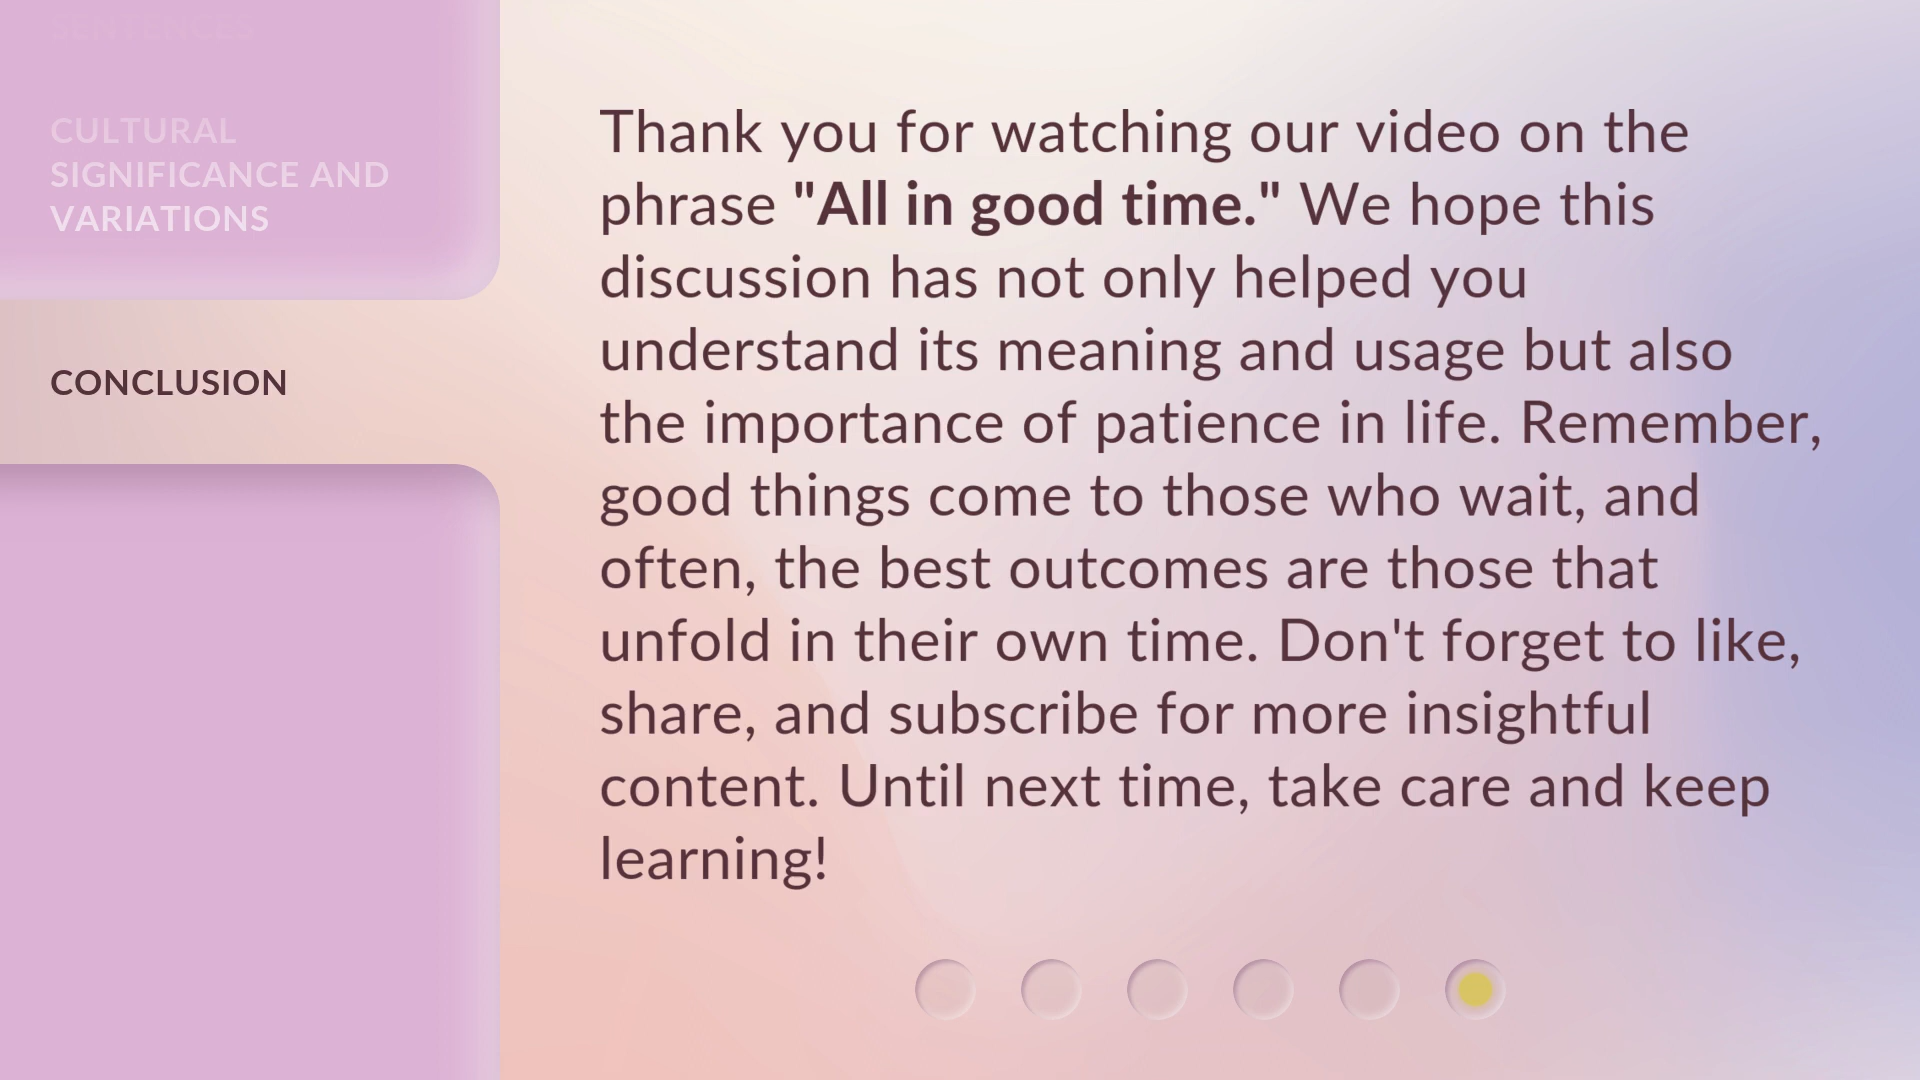 SENTENCES
CULTURAL
SIGNIFICANCE AND
VARIATIONS
CONCLUSION
Thank you for watching our video on the
phrase "All in good time." We hope this
discussion has not only helped you
understand its meaning and usage but also
the importance of patience in life. Remember,
good things come to those who wait, and
often, the best outcomes are those that
unfold in their own time. Don't forget to like,
share, and subscribe for more insightful
content. Until next time, take care and keep
learning!